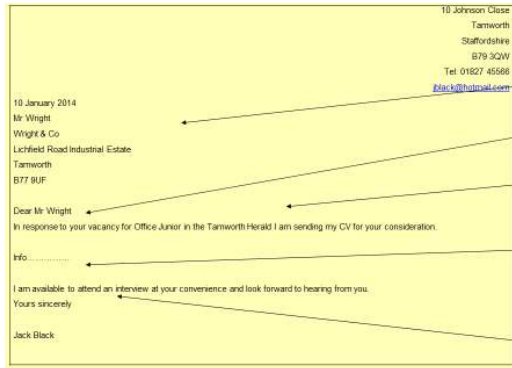 10 Johnson Close
Tamworth
Staffordshire
B79 3QW
Tel: 01827 45566
jblack@hotmail.com
10 January 2014
Mr Wright
Wright & Co
Lichfield Road Industrial Estate
Tamworth
B77 9UF
Dear Mr Wright
In response to your vacancy for Office Junior in the Tamworth Herald I am sending my CV for your consideration.
Info……………
I am available to attend an interview at your convenience and look forward to hearing from you.
Yours sincerely
Jack Black